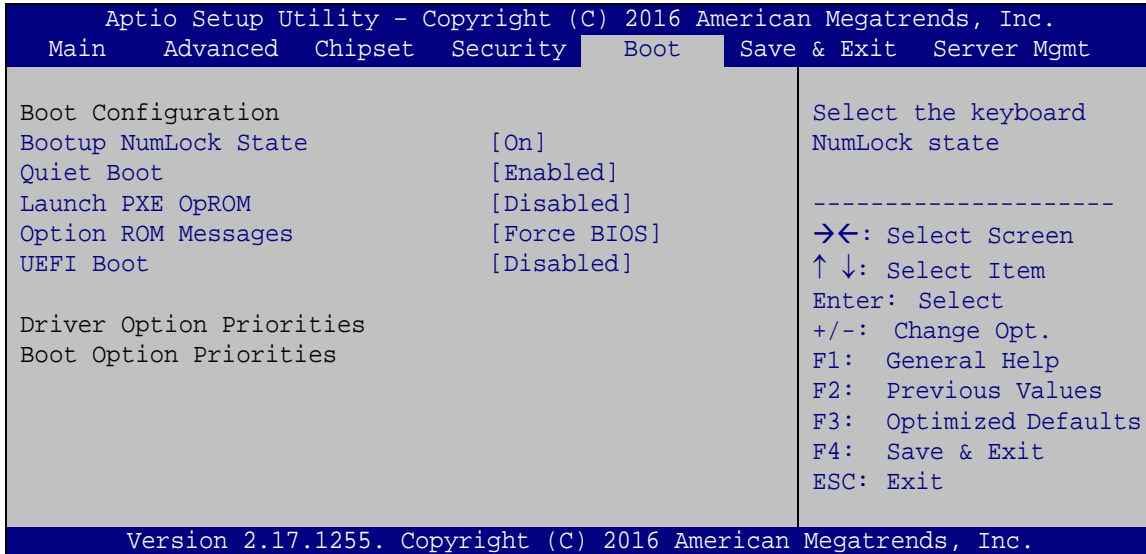 Aptio Setup Utility – Copyright (C) 2016 American Megatrends, Inc.
Main Advanced Chipset Security Boot Save & Exit Server Mgmt
Boot Configuration
Bootup NumLock State [On]
Quiet Boot [Enabled]
Launch PXE OpROM [Disabled]
Option ROM Messages [Force BIOS]
UEFI Boot [Disabled]
Driver Option Priorities
Boot Option Priorities
Select the keyboard
NumLock state
---------------------
→←: Select Screen
↑ ↓: Select Item
Enter: Select
+/-: Change Opt.
F1: General Help
F2: Previous Values
F3: Optimized Defaults
F4: Save & Exit
ESC: Exit
Version 2.17.1255. Copyright (C) 2016 American Megatrends, Inc.